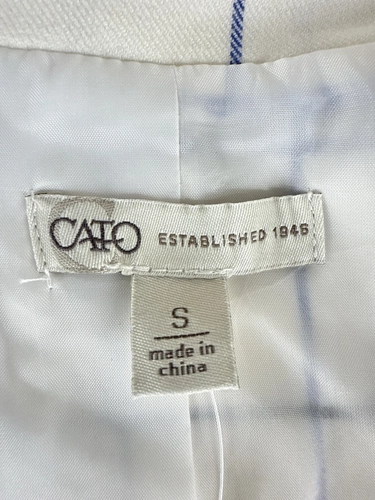 CATO ESTABLISHED 1946
S
made in
china